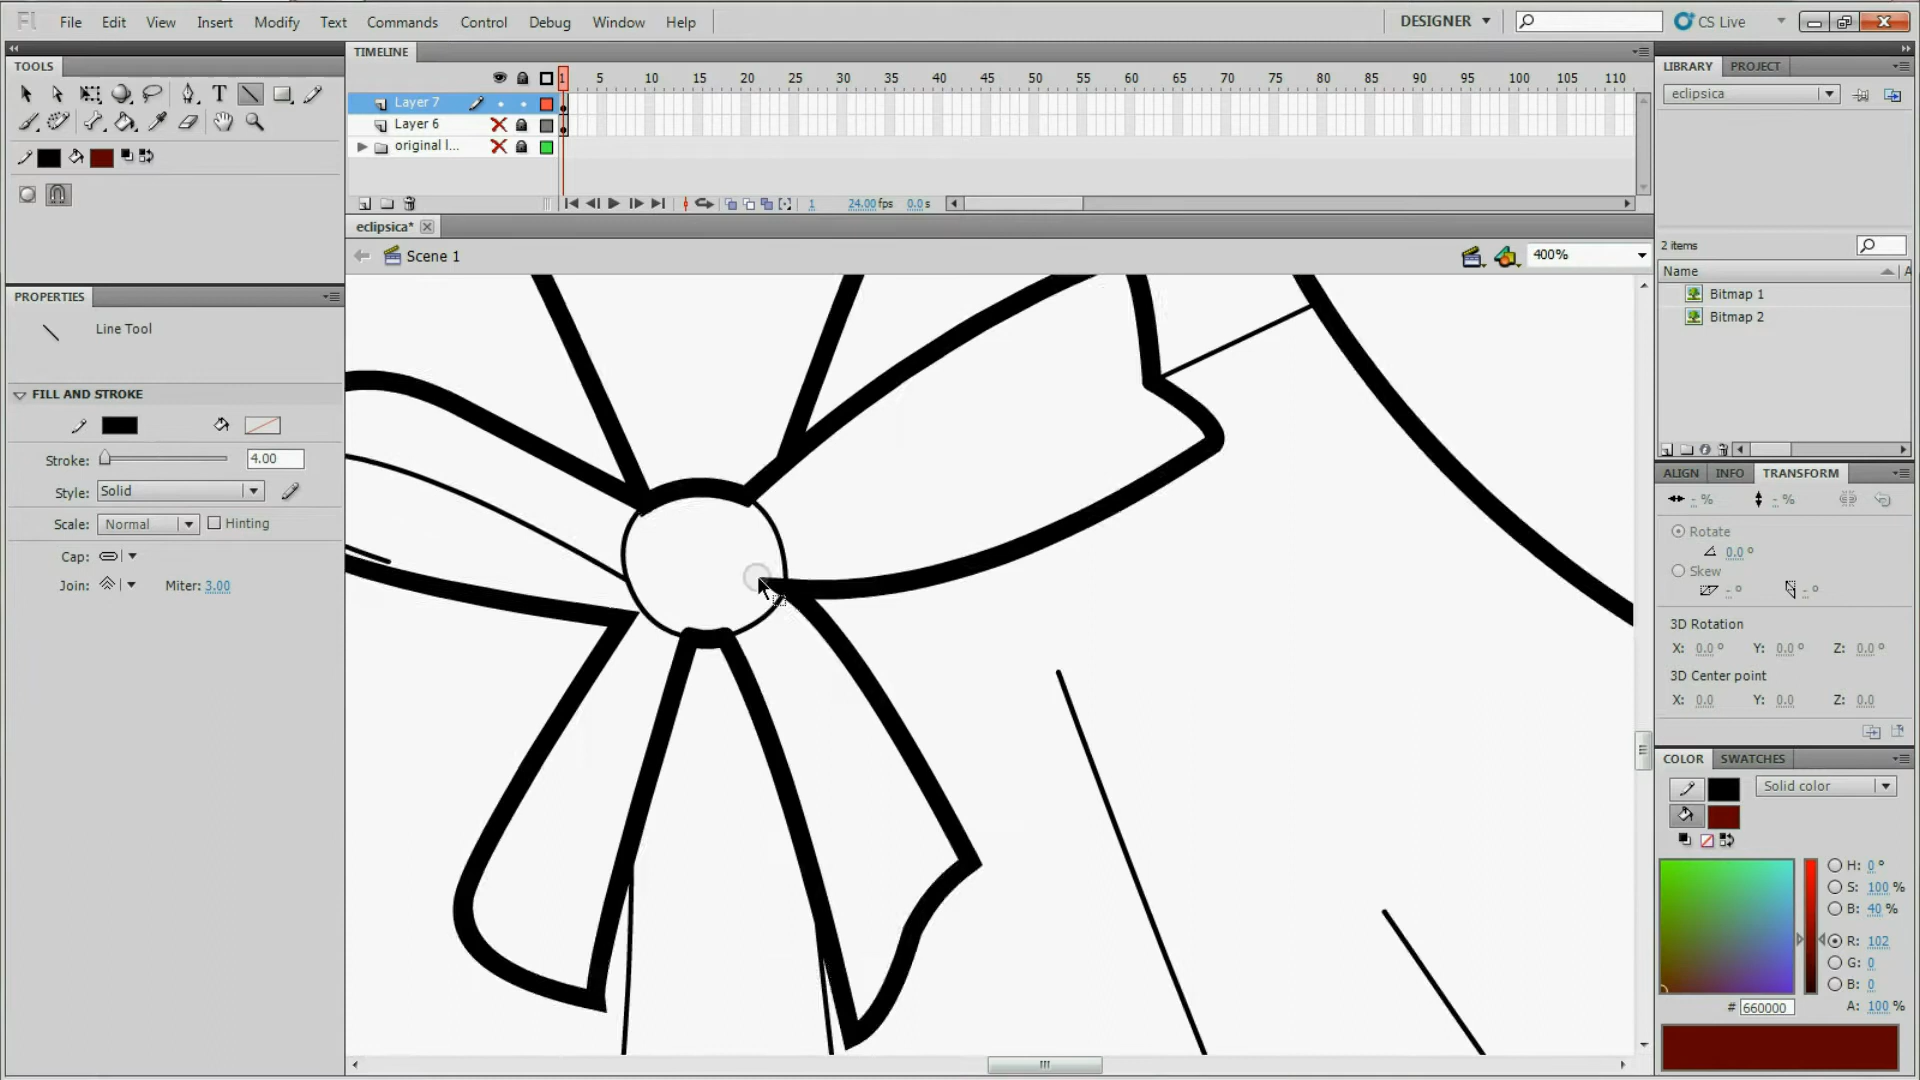 Fl File Edit View Insert Text Modify Commands Control Debug Window Help DESIGNER CS Live
TOOLS
TIMELINE
1 5 10 15 20 25 30 35 40 45 50 55 60 65 70 75 80 85 90 95 100 105 110
Layer 7
Layer 6
original l...
1 24.00 fps 0.0 s
eclipsica*
Scene 1
400%
PROPERTIES
Line Tool
FILL AND STROKE
Stroke: 4.00
Style: Solid
Scale: Normal Hinting
Cap:
Join: Miter: 3.00
LIBRARY PROJECT
eclipsica
2 items
Name A
Bitmap 1
Bitmap 2
ALIGN INFO TRANSFORM
- % - %
Rotate
0.0 °
Skew
- ° - °
3D Rotation
X: 0.0 ° Y: 0.0 ° Z: 0.0 °
3D Center point
X: 0.0 Y: 0.0 Z: 0.0
COLOR SWATCHES
Solid color
H: 0 °
S: 100 %
B: 40 %
R: 102
G: 0
B: 0
# 660000 A: 100 %